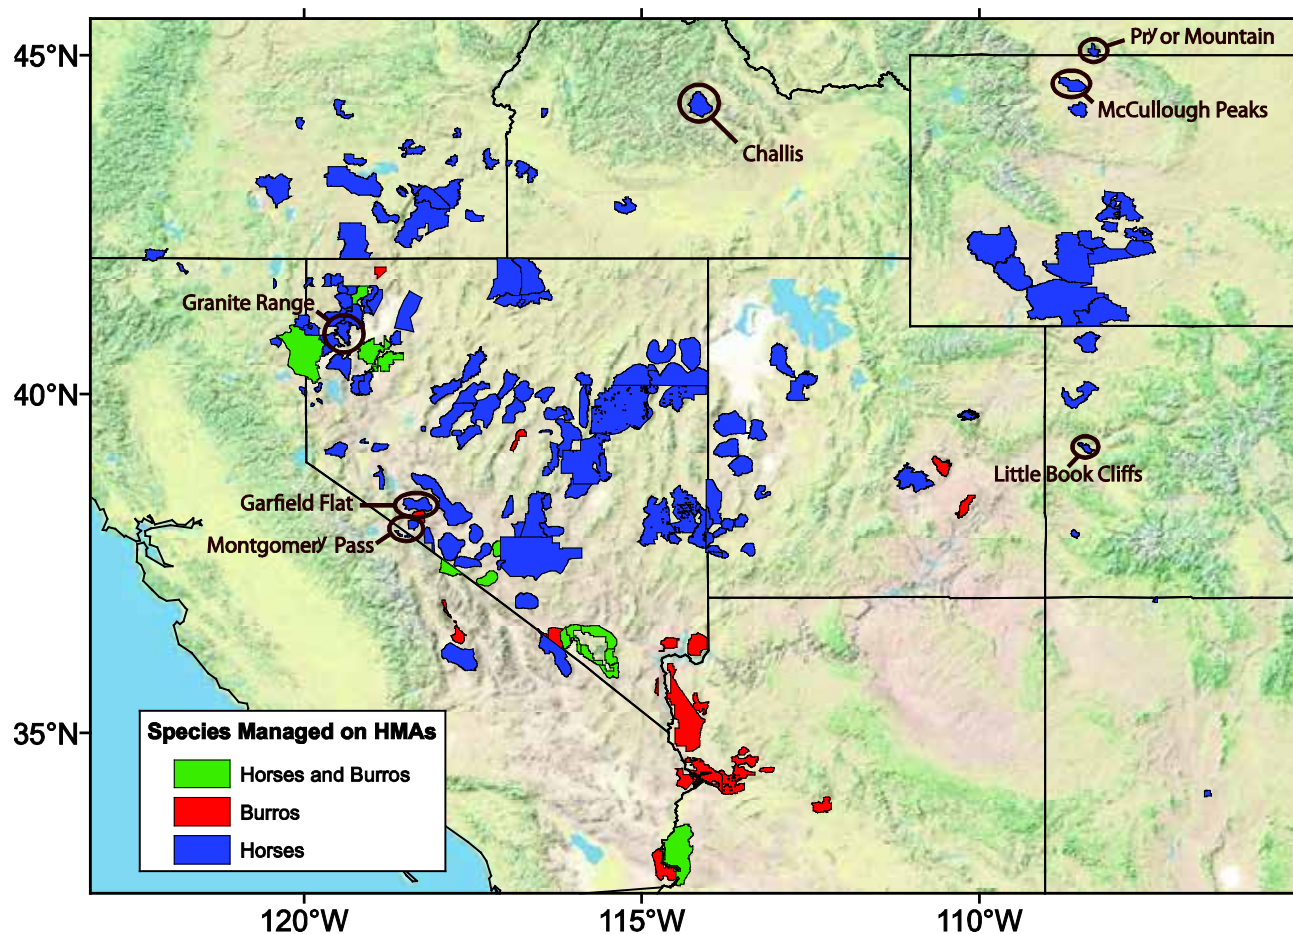 45°N
Pryor Mountain
McCullough Peaks
Challis
Granite Range
40°N
Little Book Cliffs
Garfield Flat
Montgomery Pass
35°N
Species Managed on HMAs
Horses and Burros
Burros
Horses
120°W
115°W
110°W